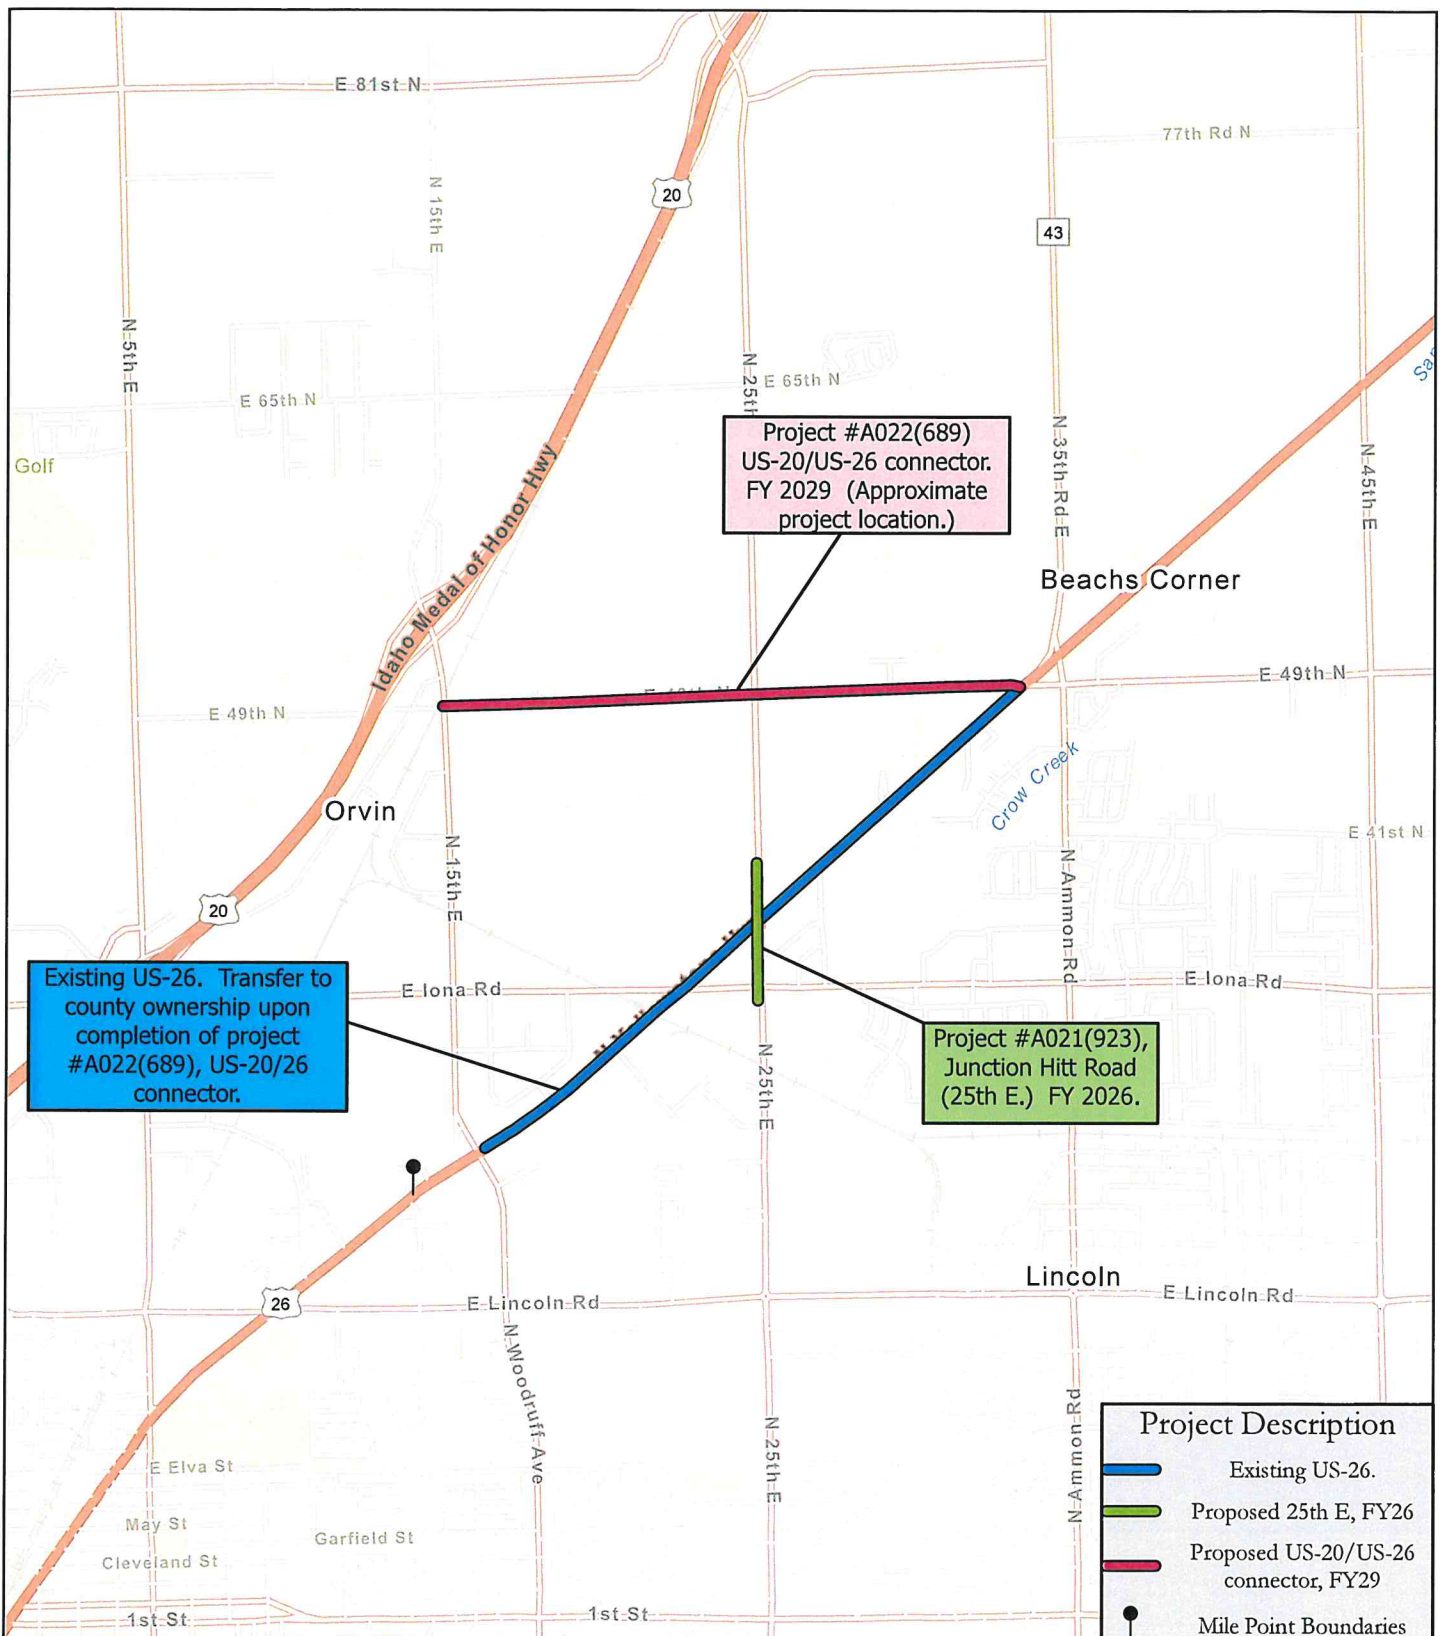 E 81st N
77th Rd N
N 15th E
20
43
N 5th E
N 25th
E 65th N
E 65th N
Golf
Idaho Medal of Honor Hwy
N 35th Rd E
N 45th E
Project #A022(689)
US-20/US-26 connector.
FY 2029 (Approximate
project location.)
Beachs Corner
E 49th N
E 49th N
Crow Creek
Orvin
E 41st N
N 15th E
N Ammon Rd
20
Existing US-26. Transfer to
county ownership upon
completion of project
#A022(689), US-20/26
connector.
E Iona Rd
E Iona Rd
Project #A021(923),
Junction Hitt Road
(25th E.) FY 2026.
N 25th E
Lincoln
26
E Lincoln Rd
E Lincoln Rd
N Woodruff Ave
N 25th E
N Ammon Rd
E Elva St
May St
Garfield St
Cleveland St
1st St
1st St
Project Description
Existing US-26.
Proposed 25th E, FY26
Proposed US-20/US-26
connector, FY29
Mile Point Boundaries